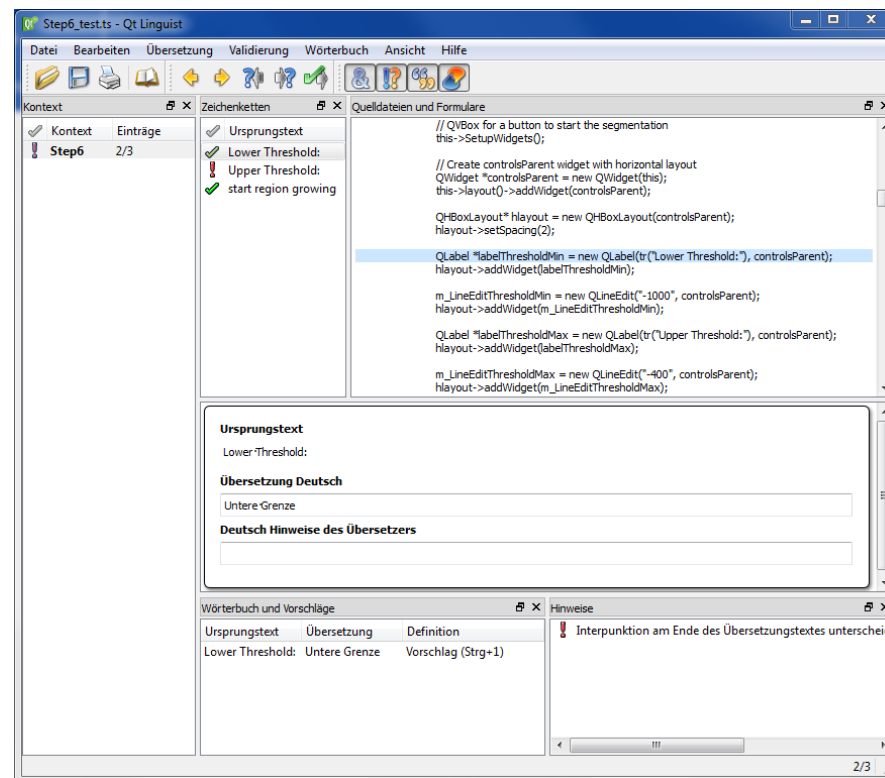 Step6_test.ts - Qt Linguist
Datei Bearbeiten Übersetzung Validierung Wörterbuch Ansicht Hilfe
Kontext
Kontext Einträge
Step6 2/3
Zeichenketten
Ursprungstext
Lower Threshold:
Upper Threshold:
start region growing
Quelldateien und Formulare
// QVBox for a button to start the segmentation
this->SetupWidgets();
// Create controlsParent widget with horizontal layout
QWidget *controlsParent = new QWidget(this);
this->layout()->addWidget(controlsParent);
QHBoxLayout* hlayout = new QHBoxLayout(controlsParent);
hlayout->setSpacing(2);
QLabel *labelThresholdMin = new QLabel(tr("Lower Threshold:"), controlsParent);
hlayout->addWidget(labelThresholdMin);
m_LineEditThresholdMin = new QLineEdit("-1000", controlsParent);
hlayout->addWidget(m_LineEditThresholdMin);
QLabel *labelThresholdMax = new QLabel(tr("Upper Threshold:"), controlsParent);
hlayout->addWidget(labelThresholdMax);
m_LineEditThresholdMax = new QLineEdit("-400", controlsParent);
hlayout->addWidget(m_LineEditThresholdMax);
Ursprungstext
Lower·Threshold:
Übersetzung Deutsch
Untere·Grenze
Deutsch Hinweise des Übersetzers
Wörterbuch und Vorschläge
Ursprungstext Übersetzung Definition
Lower Threshold: Untere Grenze Vorschlag (Strg+1)
Hinweise
Interpunktion am Ende des Übersetzungstextes unterschei
2/3